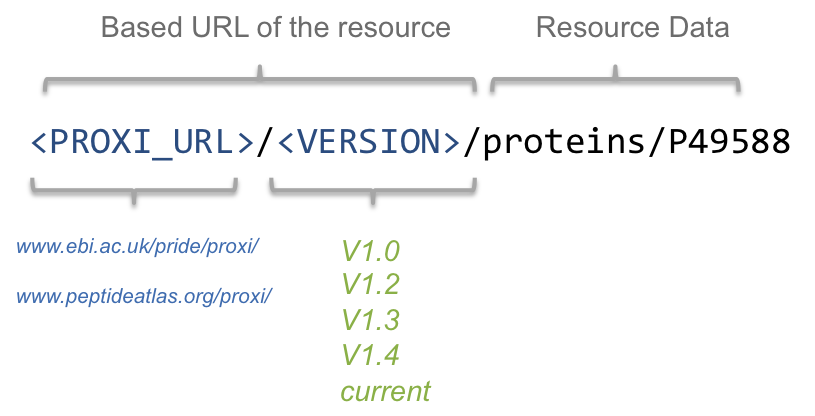 Based URL of the resource
Resource Data
<PROXI_URL>/<VERSION>/proteins/P49588
www.ebi.ac.uk/pride/proxi/
www.peptideatlas.org/proxi/
V1.0
V1.2
V1.3
V1.4
current